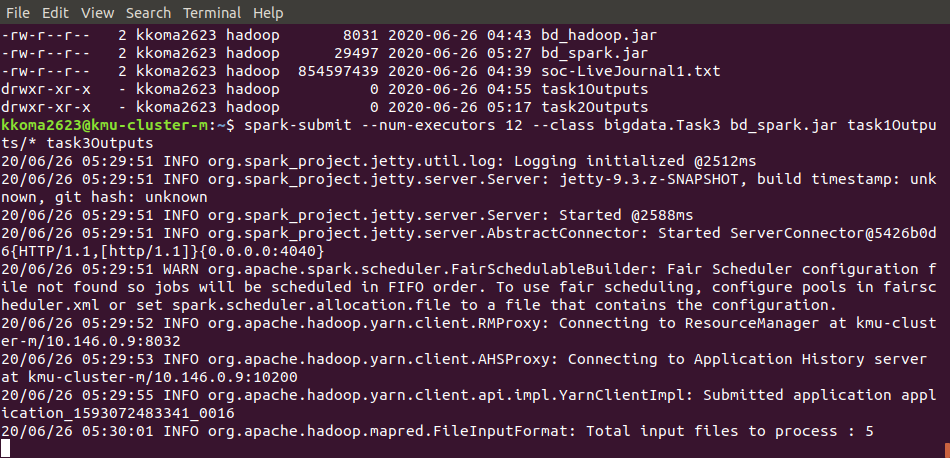 File Edit View Search Terminal Help
-rw-r--r--   2 kkoma2623 hadoop       8031 2020-06-26 04:43 bd_hadoop.jar
-rw-r--r--   2 kkoma2623 hadoop      29497 2020-06-26 05:27 bd_spark.jar
-rw-r--r--   2 kkoma2623 hadoop  854597439 2020-06-26 04:39 soc-LiveJournal1.txt
drwxr-xr-x   - kkoma2623 hadoop          0 2020-06-26 04:55 task1Outputs
drwxr-xr-x   - kkoma2623 hadoop          0 2020-06-26 05:17 task2Outputs
kkoma2623@kmu-cluster-m:~$ spark-submit --num-executors 12 --class bigdata.Task3 bd_spark.jar task1Outpu
ts/* task3Outputs
20/06/26 05:29:51 INFO org.spark_project.jetty.util.log: Logging initialized @2512ms
20/06/26 05:29:51 INFO org.spark_project.jetty.server.Server: jetty-9.3.z-SNAPSHOT, build timestamp: unk
nown, git hash: unknown
20/06/26 05:29:51 INFO org.spark_project.jetty.server.Server: Started @2588ms
20/06/26 05:29:51 INFO org.spark_project.jetty.server.AbstractConnector: Started ServerConnector@5426b0d
6{HTTP/1.1,[http/1.1]}{0.0.0.0:4040}
20/06/26 05:29:51 WARN org.apache.spark.scheduler.FairSchedulableBuilder: Fair Scheduler configuration f
ile not found so jobs will be scheduled in FIFO order. To use fair scheduling, configure pools in fairsc
heduler.xml or set spark.scheduler.allocation.file to a file that contains the configuration.
20/06/26 05:29:52 INFO org.apache.hadoop.yarn.client.RMProxy: Connecting to ResourceManager at kmu-clust
er-m/10.146.0.9:8032
20/06/26 05:29:53 INFO org.apache.hadoop.yarn.client.AHSProxy: Connecting to Application History server
at kmu-cluster-m/10.146.0.9:10200
20/06/26 05:29:55 INFO org.apache.hadoop.yarn.client.api.impl.YarnClientImpl: Submitted application appl
ication_1593072483341_0016
20/06/26 05:30:01 INFO org.apache.hadoop.mapred.FileInputFormat: Total input files to process : 5